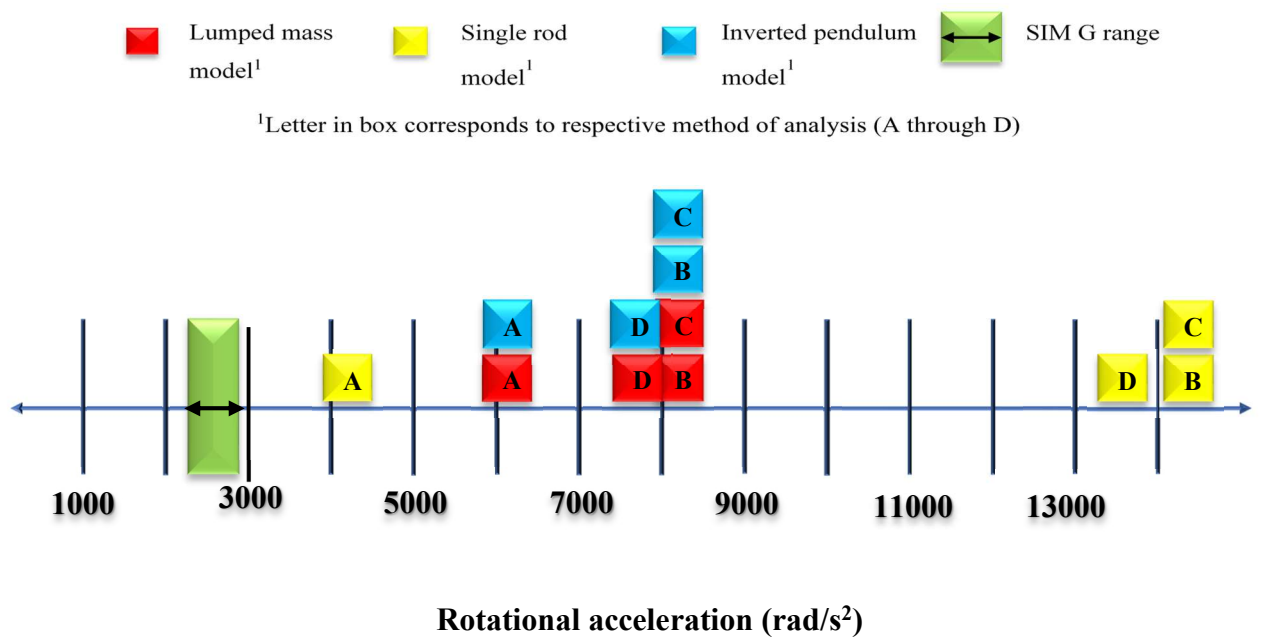 Lumped mass
model¹
Single rod
model¹
Inverted pendulum
model¹
SIM G range
¹Letter in box corresponds to respective method of analysis (A through D)
C
B
A
D
C
C
A
A
D
B
D
B
1000
3000
5000
7000
9000
11000
13000
Rotational acceleration (rad/s²)